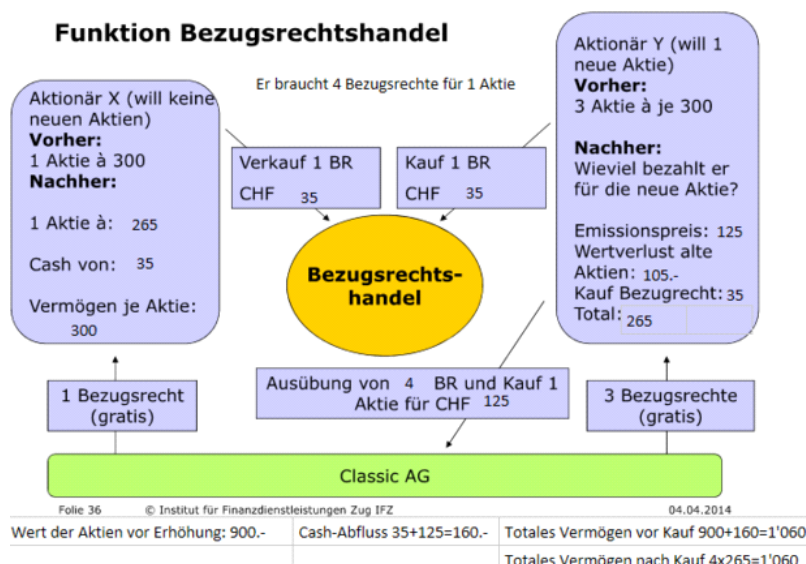 Funktion Bezugsrechtshandel
Er braucht 4 Bezugsrechte für 1 Aktie
Aktionär X (will keine
neuen Aktien)
Vorher:
1 Aktie à 300
Nachher:
1 Aktie à: 265
Cash von: 35
Vermögen je Aktie:
300
Verkauf 1 BR
CHF 35
Kauf 1 BR
CHF 35
Aktionär Y (will 1
neue Aktie)
Vorher:
3 Aktie à je 300
Nachher:
Wieviel bezahlt er
für die neue Aktie?
Emissionspreis: 125
Wertverlust alte
Aktien: 105.-
Kauf Bezugrecht: 35
Total: 265
Bezugsrechts-
handel
1 Bezugsrecht
(gratis)
Ausübung von 4 BR und Kauf 1
Aktie für CHF 125
3 Bezugsrechte
(gratis)
Classic AG
Folie 36 © Institut für Finanzdienstleistungen Zug IFZ 04.04.2014
Wert der Aktien vor Erhöhung: 900.- Cash-Abfluss 35+125=160.- Totales Vermögen vor Kauf 900+160=1'060
Totales Vermögen nach Kauf 4x265=1'060